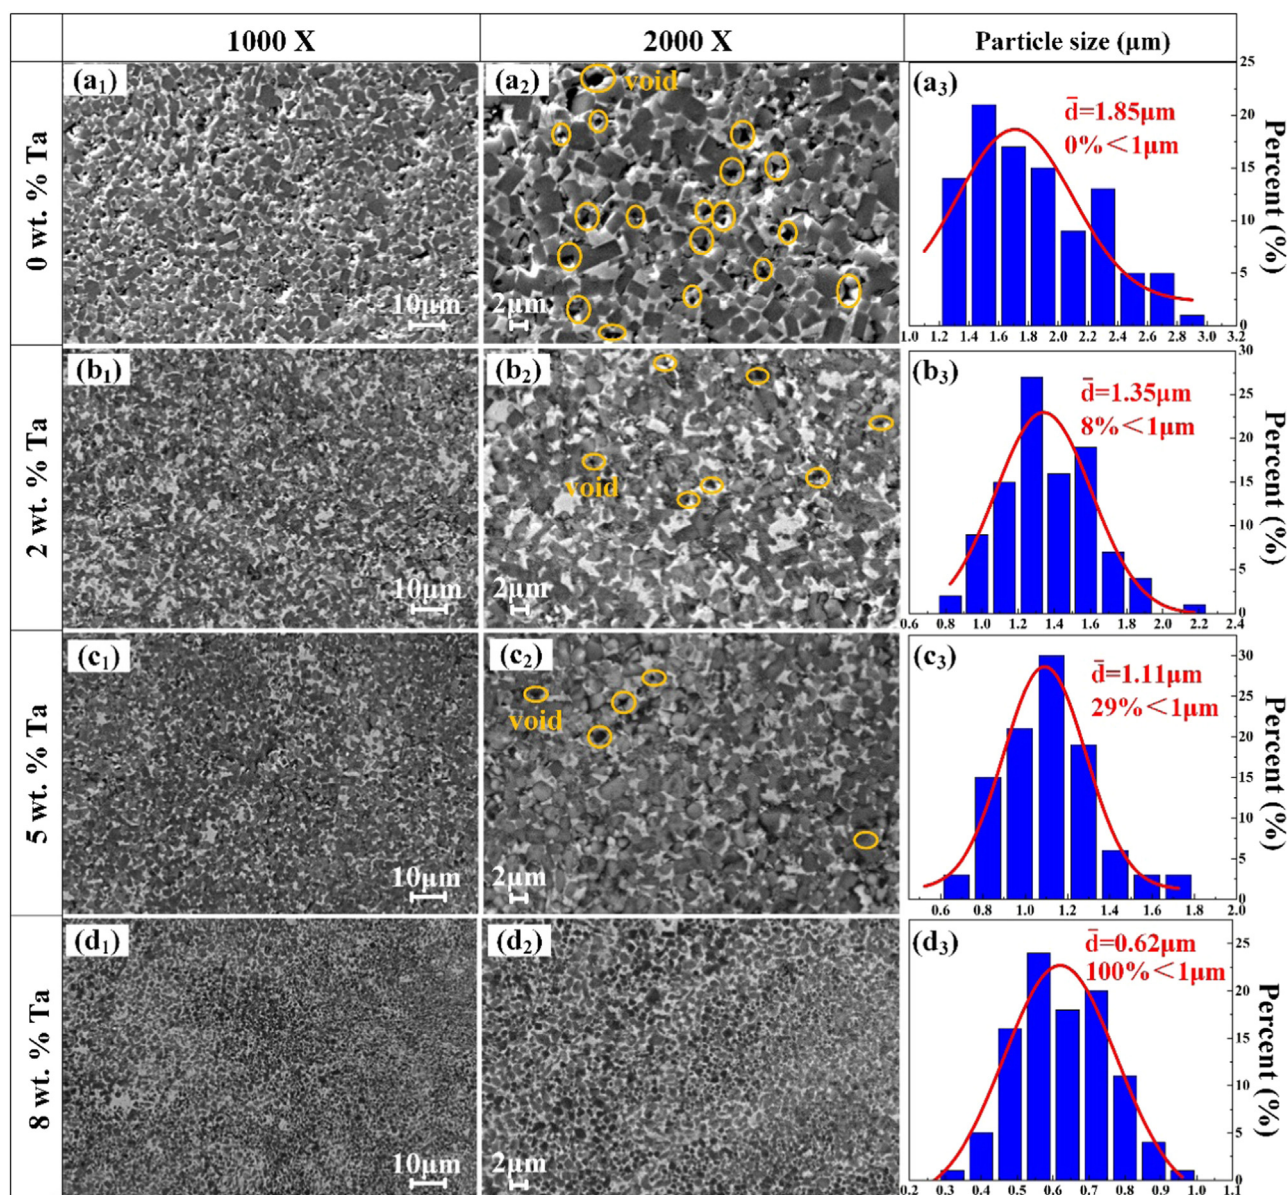 1000 X 2000 X Particle size (μm)
0 wt. % Ta
(a₁)
10μm
(a₂)
void
2μm
(a₃)
d̄=1.85μm
0%<1μm
25
20
15
10
5
0
Percent (%)
1.0 1.2 1.4 1.6 1.8 2.0 2.2 2.4 2.6 2.8 3.0 3.2
2 wt. % Ta
(b₁)
10μm
(b₂)
void
2μm
(b₃)
d̄=1.35μm
8%<1μm
30
25
20
15
10
5
0
Percent (%)
0.6 0.8 1.0 1.2 1.4 1.6 1.8 2.0 2.2 2.4
5 wt. % Ta
(c₁)
10μm
(c₂)
void
2μm
(c₃)
d̄=1.11μm
29%<1μm
30
25
20
15
10
5
0
Percent (%)
0.6 0.8 1.0 1.2 1.4 1.6 1.8 2.0
8 wt. % Ta
(d₁)
10μm
(d₂)
2μm
(d₃)
d̄=0.62μm
100%<1μm
25
20
15
10
5
Percent (%)
0.2 0.3 0.4 0.5 0.6 0.7 0.8 0.9 1.0 1.1